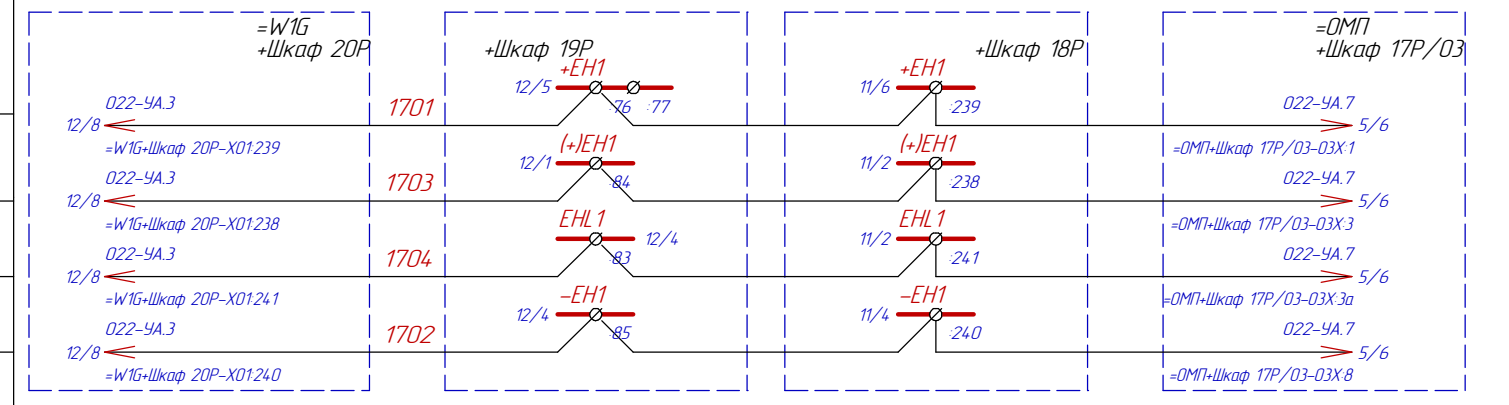 =W1G
+Шкаф 20Р
+Шкаф 19Р
+Шкаф 18Р
=ОМП
+Шкаф 17Р/03
+ЕН1
+ЕН1
12/5
:76 :77
11/6
:239
022-УА.3
1701
022-УА.7
12/8
5/6
=W1G+Шкаф 20Р-Х01:239
=ОМП+Шкаф 17Р/03-03Х:1
(+)ЕН1
(+)ЕН1
12/1
:84
11/2
:238
022-УА.3
1703
022-УА.7
12/8
5/6
=W1G+Шкаф 20Р-Х01:238
=ОМП+Шкаф 17Р/03-03Х:3
EHL1
EHL1
12/4
:83
11/2
:241
022-УА.3
1704
022-УА.7
12/8
5/6
=W1G+Шкаф 20Р-Х01:241
=ОМП+Шкаф 17Р/03-03Х:3а
-ЕН1
-ЕН1
12/4
:85
11/4
:240
022-УА.3
1702
022-УА.7
12/8
5/6
=W1G+Шкаф 20Р-Х01:240
=ОМП+Шкаф 17Р/03-03Х:8